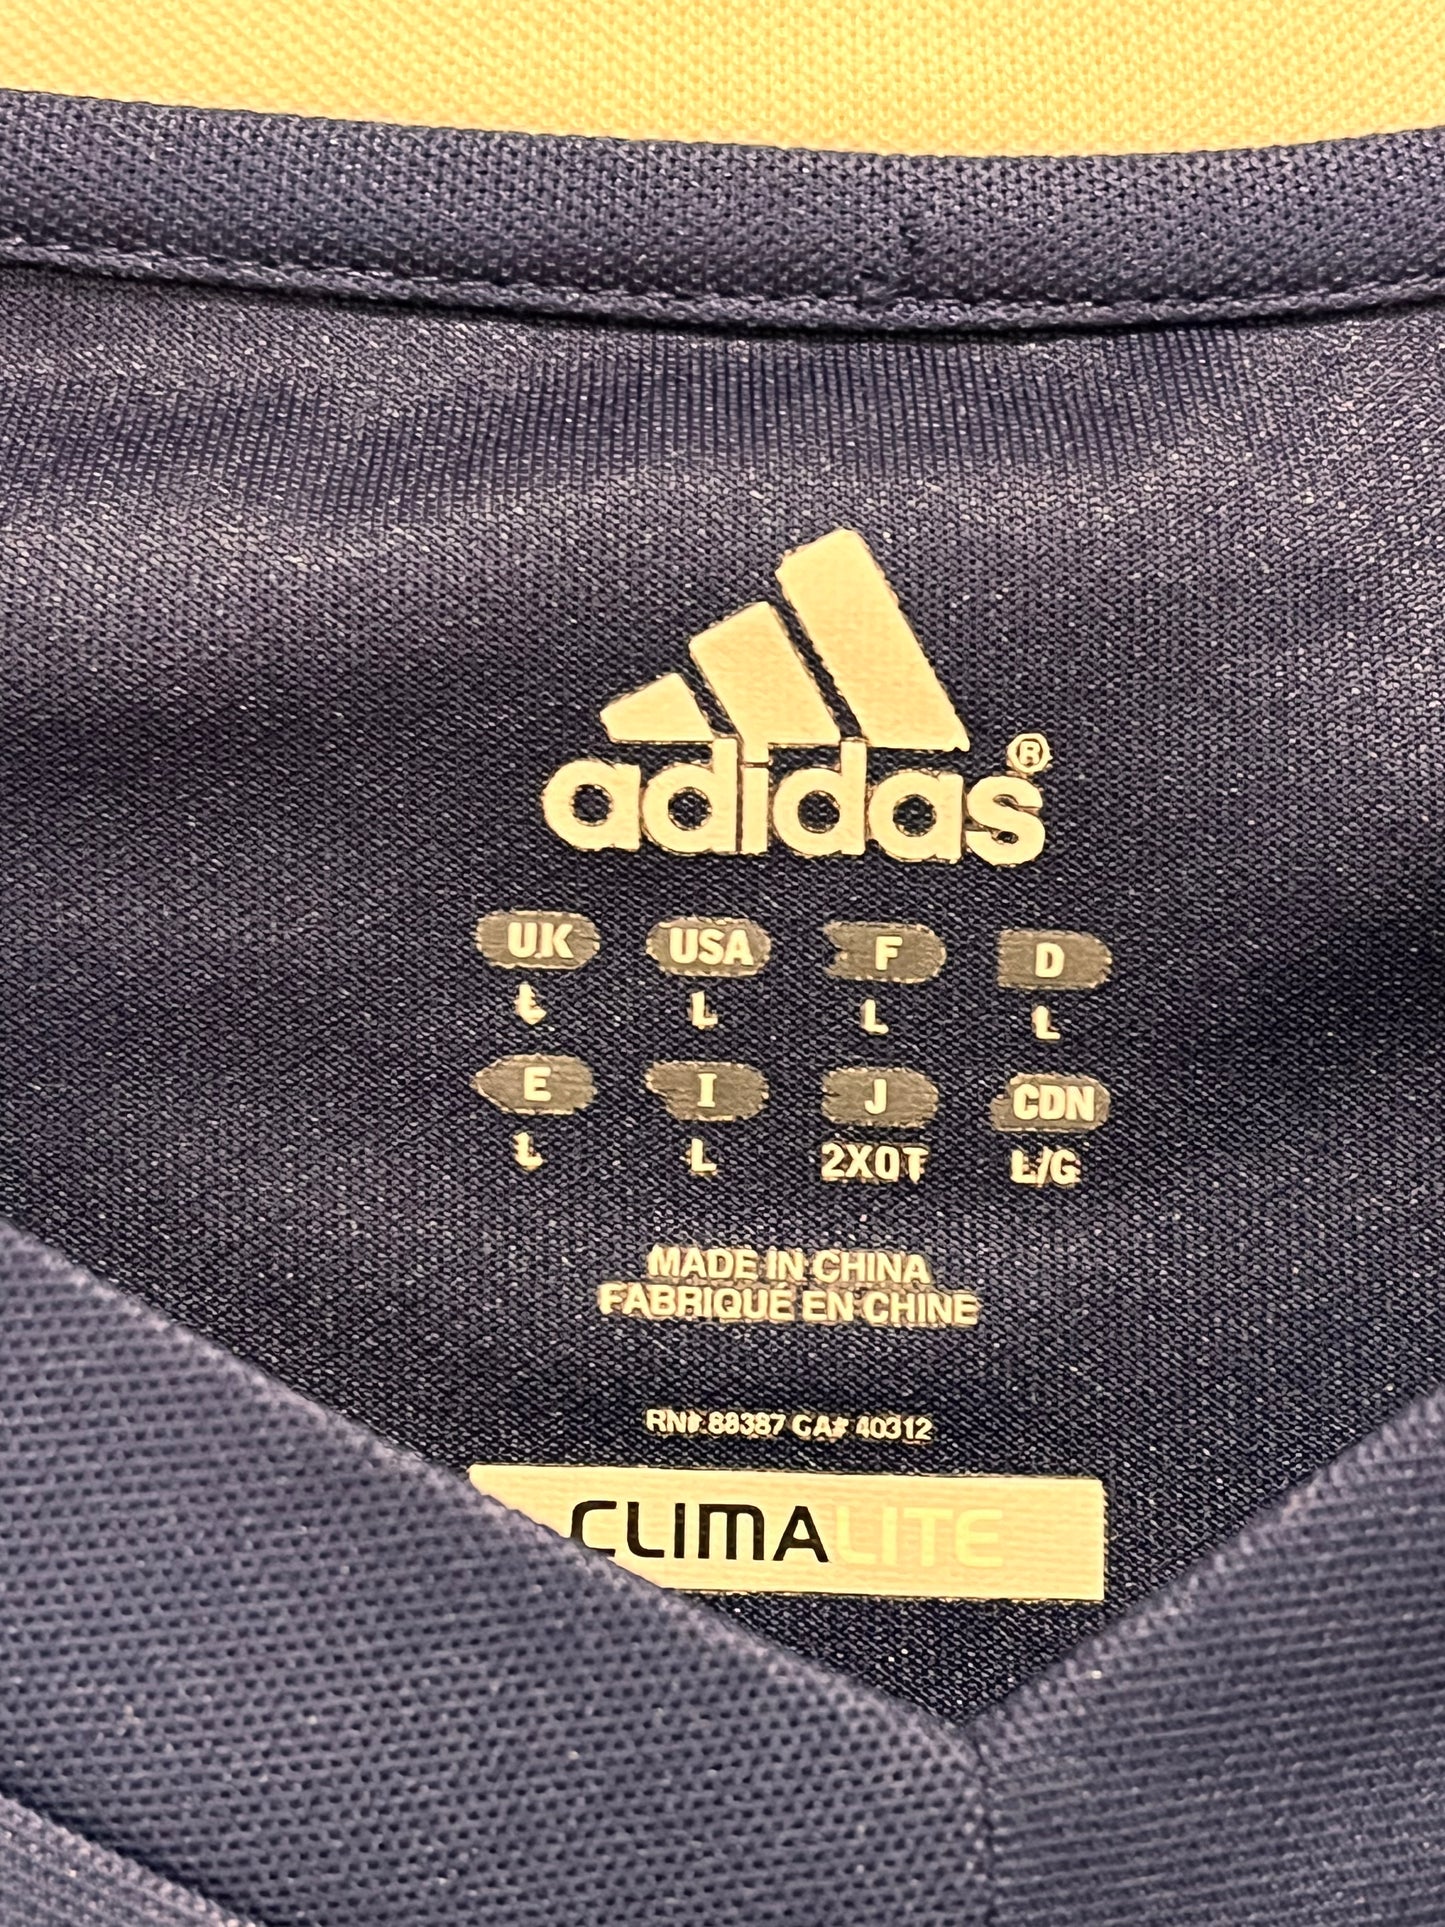 adidas®
UK USA F D
L L L L
E I J CDN
L L 2XOT L/G
MADE IN CHINA
FABRIQUÉ EN CHINE
RN# 88387 CA# 40312
CLIMALITE